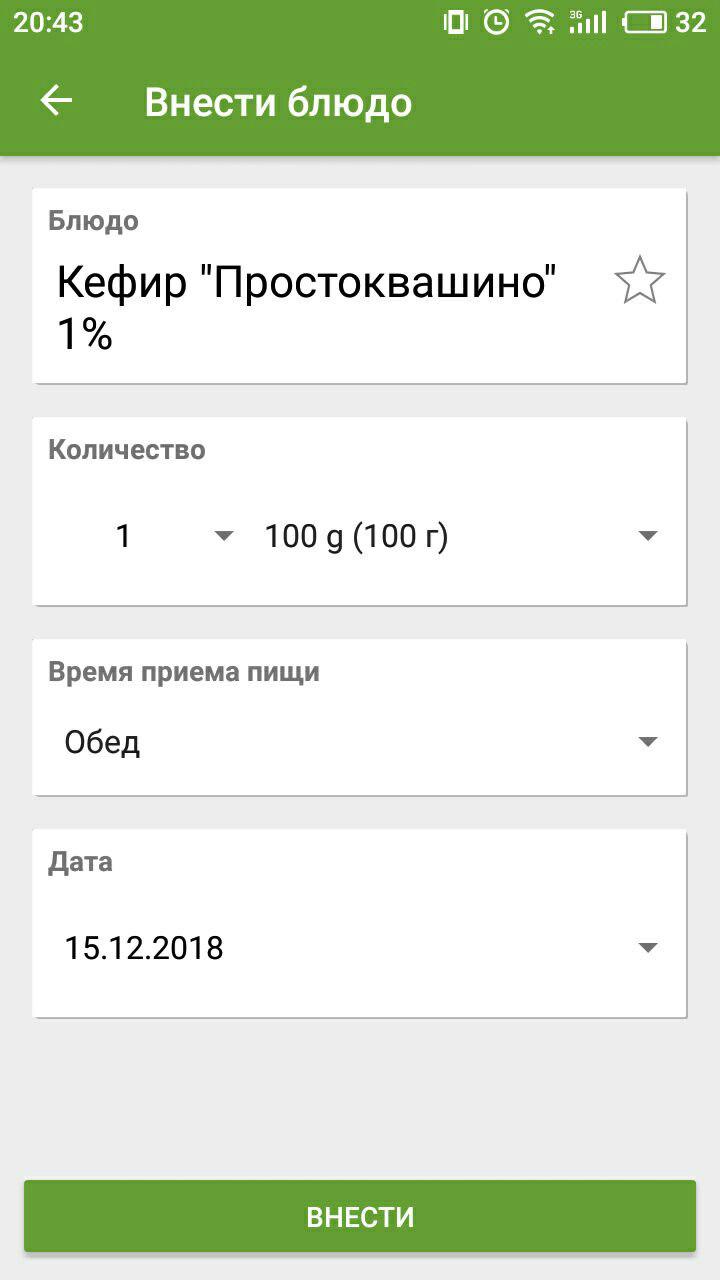 20:43
3G
32
Внести блюдо
Блюдо
Кефир "Простоквашино"
1%
Количество
1 100 g (100 г)
Время приема пищи
Обед
Дата
15.12.2018
ВНЕСТИ